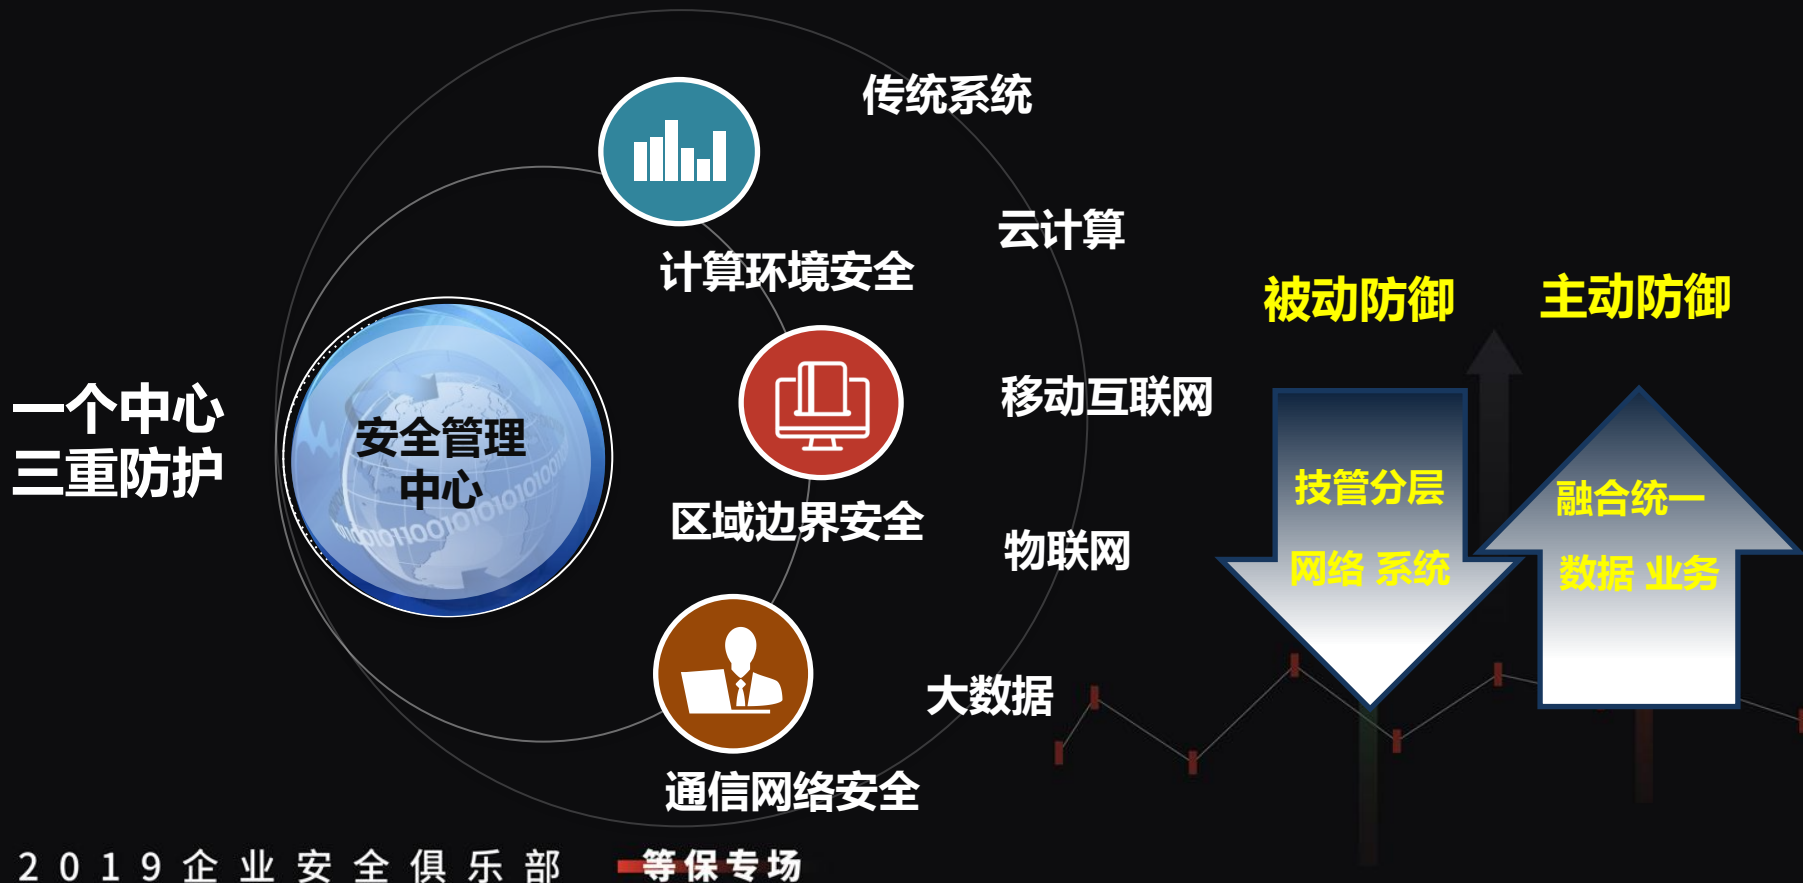 一个中心
三重防护
安全管理
中心
计算环境安全
区域边界安全
通信网络安全
传统系统
云计算
移动互联网
物联网
大数据
被动防御
技管分层
网络 系统
主动防御
融合统一
数据 业务
2019企业安全俱乐部
等保专场